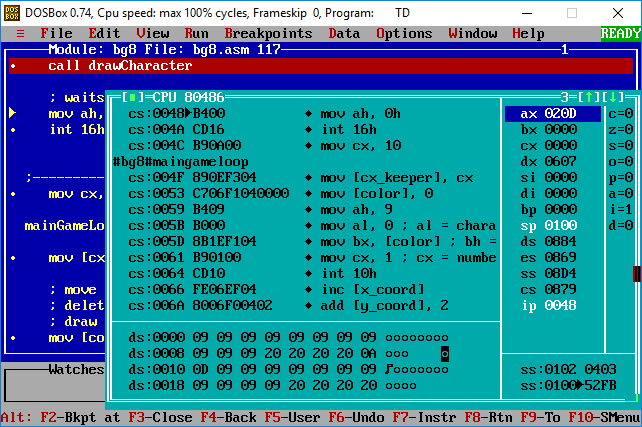 DOSBox 0.74, Cpu speed: max 100% cycles, Frameskip 0, Program: TD
≡ File Edit View Run Breakpoints Data Options Window Help READY
Module: bg8 File: bg8.asm 117 1
• call drawCharacter
; waits
mov ah,
• int 16h
;---------
• mov cx,
mainGameLo
• mov [cx
; move
; delet
; draw
• mov [co
Watches
[■]=CPU 80486 3=[↑][↓]
cs:0048►B400 ♦ mov ah, 0h
cs:004A CD16 ♦ int 16h
cs:004C B90A00 ♦ mov cx, 10
#bg8#maingameloop
cs:004F 890EF304 ♦ mov [cx_keeper], cx
cs:0053 C706F1040000 ♦ mov [color], 0
cs:0059 B409 ♦ mov ah, 9
cs:005B B000 ♦ mov al, 0 ; al = chara
cs:005D 8B1EF104 ♦ mov bx, [color] ; bh =
cs:0061 B90100 ♦ mov cx, 1 ; cx = numbe
cs:0064 CD10 ♦ int 10h
cs:0066 FE06EF04 ♦ inc [x_coord]
cs:006A 8006F00402 ♦ add [y_coord], 2
ax 020D c=0
bx 0000 z=0
cx 0000 s=0
dx 0607 o=0
si 0000 p=0
di 0000 a=0
bp 0000 i=1
sp 0100 d=0
ds 0884
es 0869
ss 08D4
cs 0879
ip 0048
ds:0000 09 09 09 09 09 09 09 09 ○○○○○○○○
ds:0008 09 09 09 20 20 20 20 0A ○○○ ◙
ds:0010 0D 09 09 09 09 09 09 09 ♪○○○○○○○
ds:0018 09 09 09 09 20 20 20 20 ○○○○
ss:0102 0403
ss:0100►52FB
Alt: F2-Bkpt at F3-Close F4-Back F5-User F6-Undo F7-Instr F8-Rtn F9-To F10-SMenu